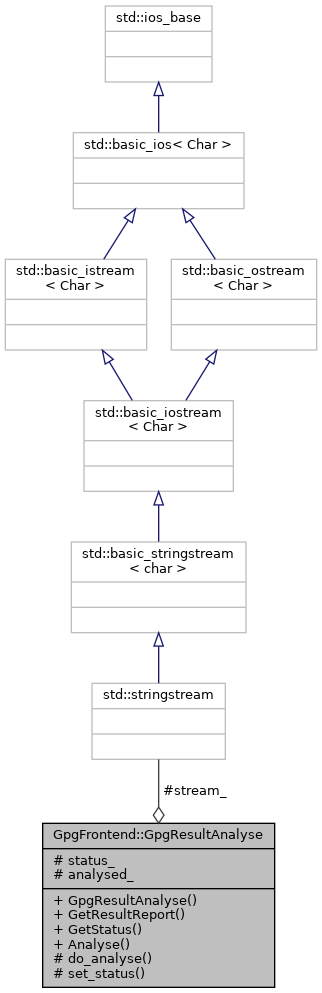 std::ios_base
std::basic_ios< Char >
std::basic_istream
< Char >
std::basic_ostream
< Char >
std::basic_iostream
< Char >
std::basic_stringstream
< char >
std::stringstream
#stream_
GpgFrontend::GpgResultAnalyse
# status_
# analysed_
+ GpgResultAnalyse()
+ GetResultReport()
+ GetStatus()
+ Analyse()
# do_analyse()
# set_status()